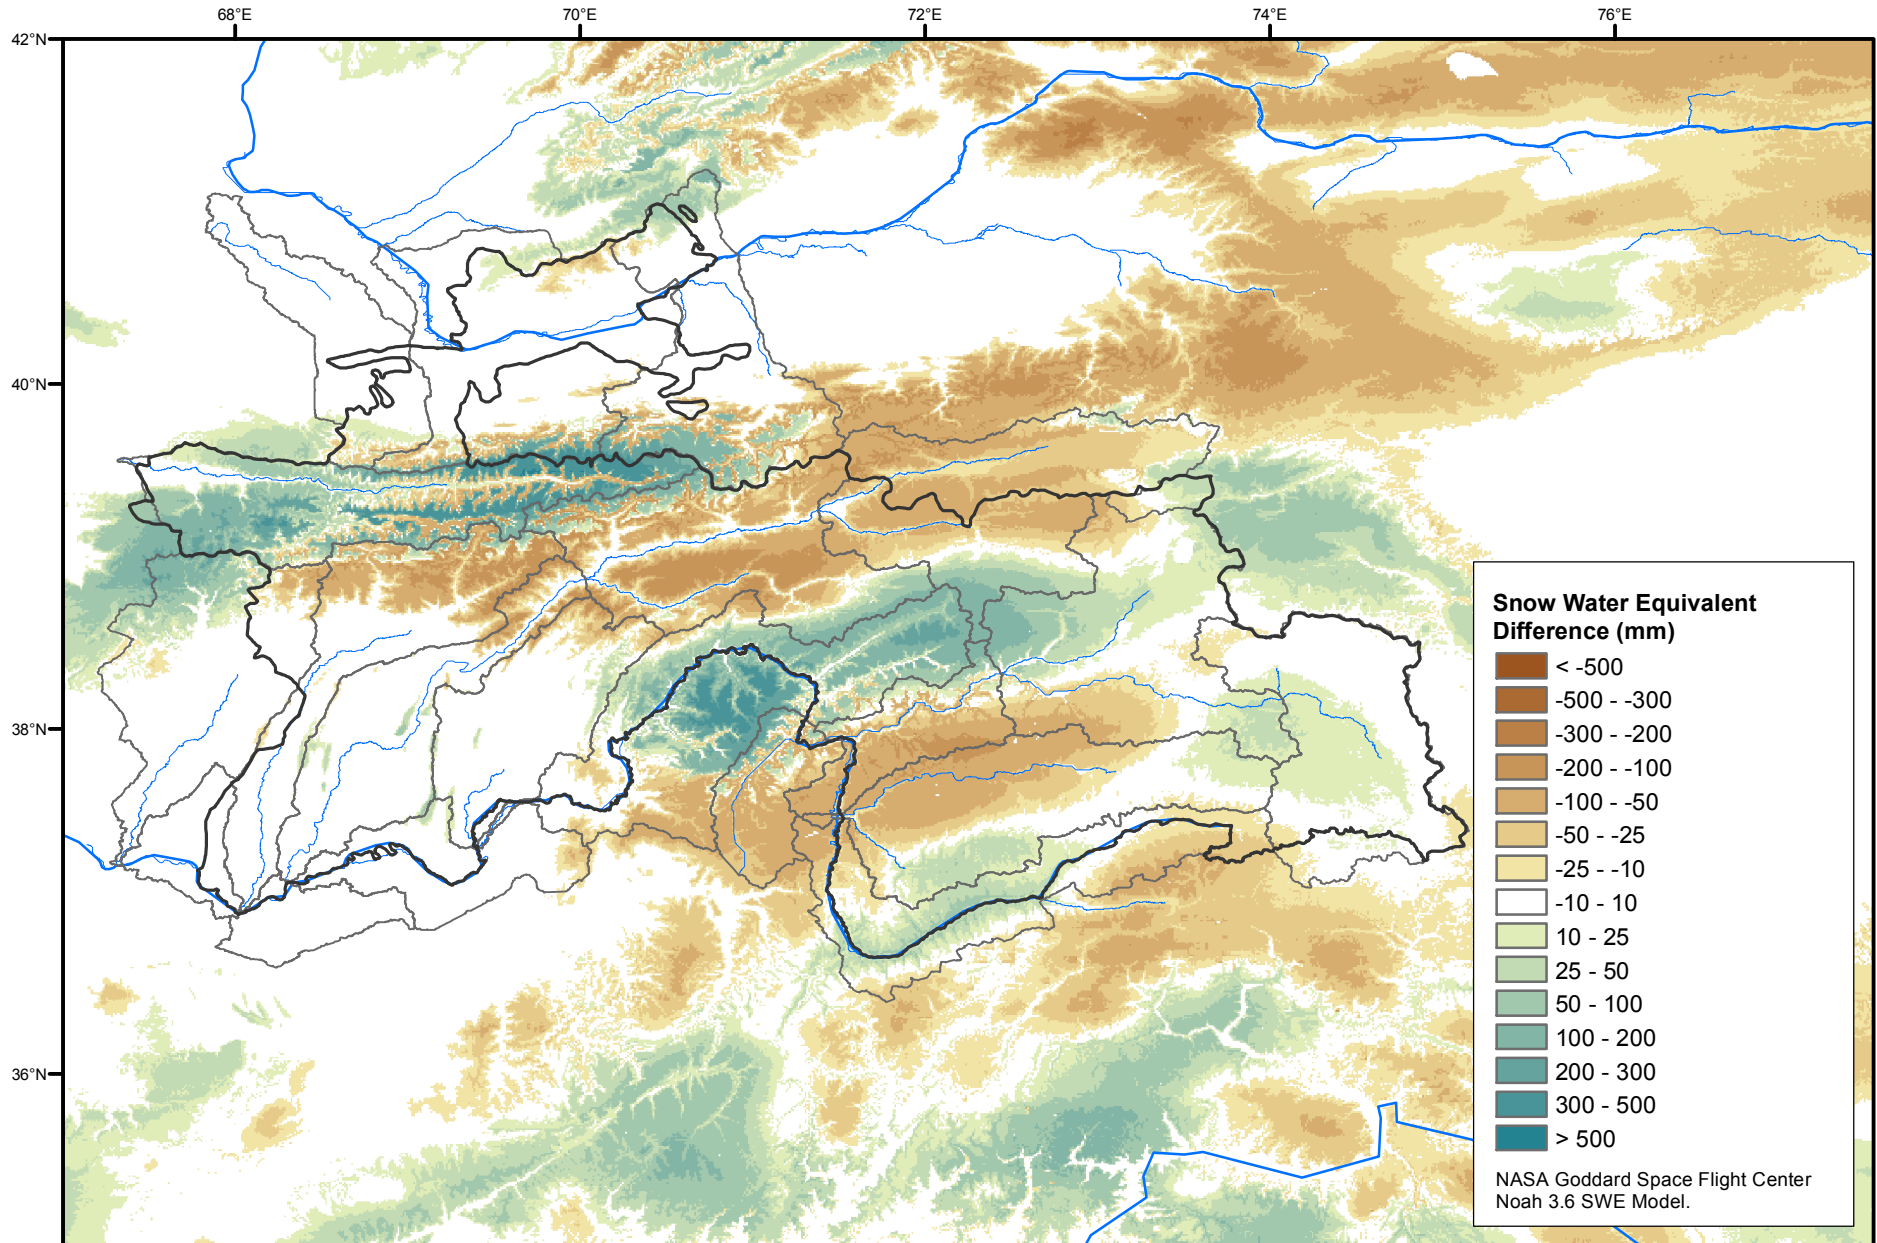 68°E
70°E
72°E
74°E
76°E
42°N
40°N
38°N
36°N
Snow Water Equivalent
Difference (mm)
< -500
-500 - -300
-300 - -200
-200 - -100
-100 - -50
-50 - -25
-25 - -10
-10 - 10
10 - 25
25 - 50
50 - 100
100 - 200
200 - 300
300 - 500
> 500
NASA Goddard Space Flight Center
Noah 3.6 SWE Model.